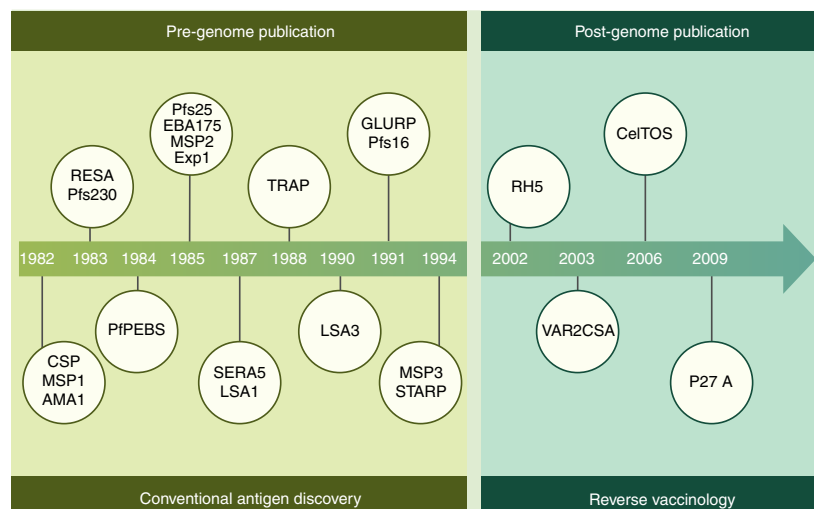 Pre-genome publication
Post-genome publication
Pfs25
EBA175
MSP2
Exp1
GLURP
Pfs16
CelTOS
RESA
Pfs230
TRAP
RH5
1982 1983 1984 1985 1987 1988 1990 1991 1994 2002 2003 2006 2009
PfPEBS
LSA3
VAR2CSA
CSP
MSP1
AMA1
SERA5
LSA1
MSP3
STARP
P27 A
Conventional antigen discovery
Reverse vaccinology